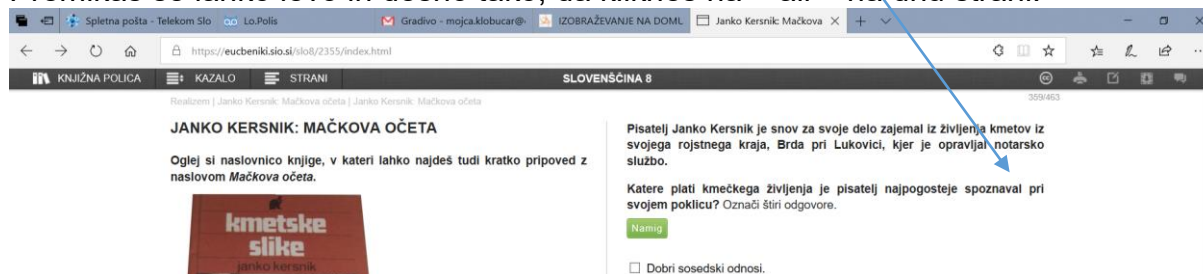 Spletna pošta - Telekom Slo
Lo.Polis
Gradivo - mojca.klobucar@
IZOBRAŽEVANJE NA DOMU
Janko Kersnik: Mačkova
https://eucbeniki.sio.si/slo8/2355/index.html
KNJIŽNA POLICA
KAZALO
STRANI
SLOVENŠČINA 8
Realizem | Janko Kersnik: Mačkova očeta | Janko Kersnik: Mačkova očeta
359/463
JANKO KERSNIK: MAČKOVA OČETA
Oglej si naslovnico knjige, v kateri lahko najdeš tudi kratko pripoved z
naslovom Mačkova očeta.
kmetske
slike
janko kersnik
Pisatelj Janko Kersnik je snov za svoje delo zajemal iz življenja kmetov iz
svojega rojstnega kraja, Brda pri Lukovici, kjer je opravljal notarsko
službo.
Katere plati kmečkega življenja je pisatelj najpogosteje spoznaval pri
svojem poklicu? Označi štiri odgovore.
Namig
Dobri sosedski odnosi.